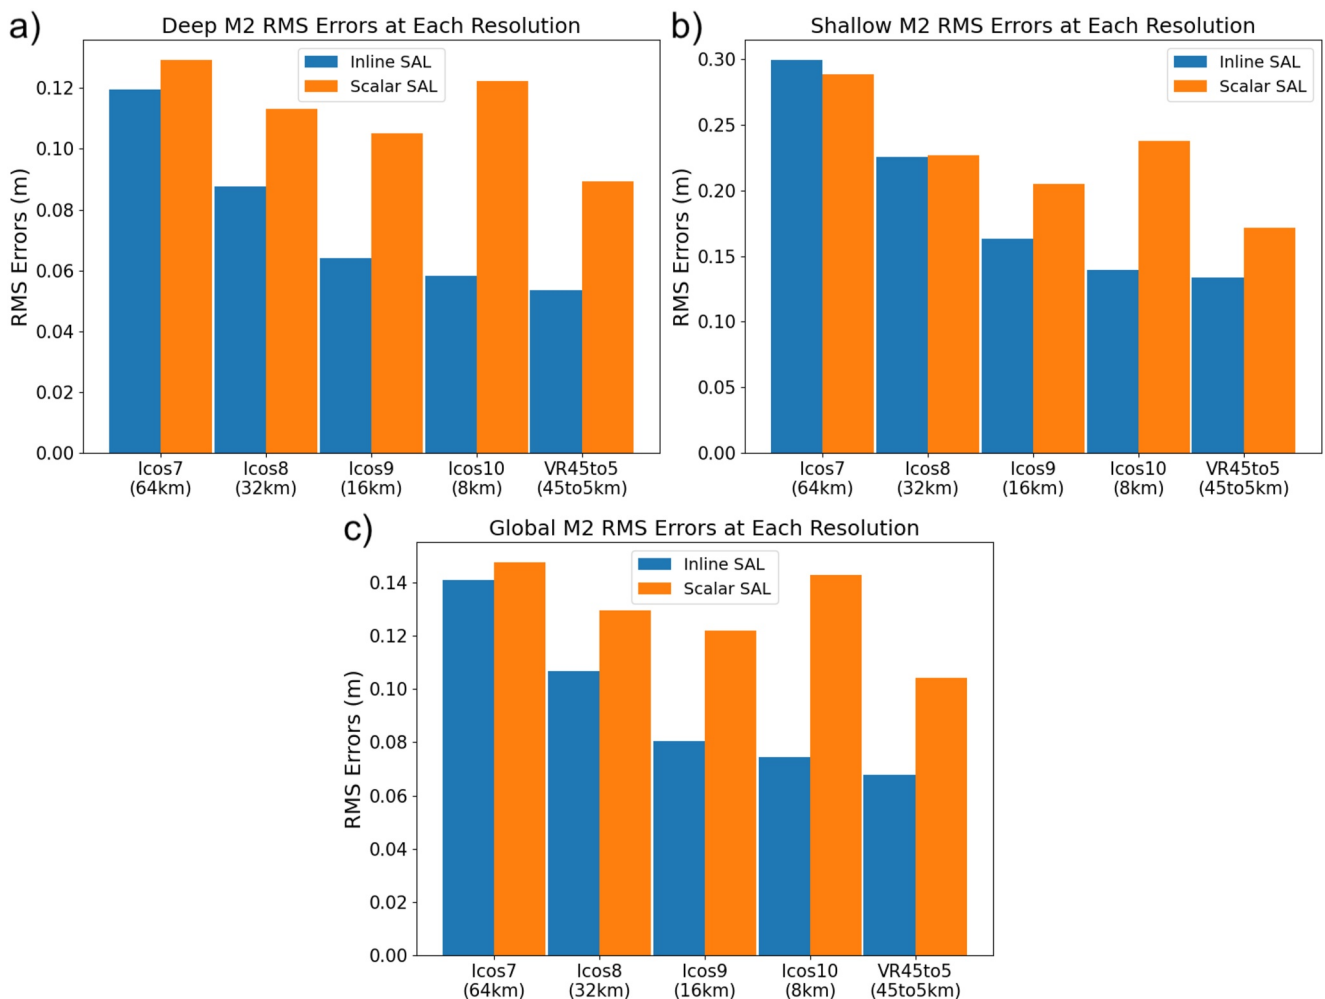 a)
Deep M2 RMS Errors at Each Resolution
Inline SAL
Scalar SAL
RMS Errors (m)
0.12
0.10
0.08
0.06
0.04
0.02
0.00
Icos7
(64km)
Icos8
(32km)
Icos9
(16km)
Icos10
(8km)
VR45to5
(45to5km)
b)
Shallow M2 RMS Errors at Each Resolution
Inline SAL
Scalar SAL
RMS Errors (m)
0.30
0.25
0.20
0.15
0.10
0.05
0.00
Icos7
(64km)
Icos8
(32km)
Icos9
(16km)
Icos10
(8km)
VR45to5
(45to5km)
c)
Global M2 RMS Errors at Each Resolution
Inline SAL
Scalar SAL
RMS Errors (m)
0.14
0.12
0.10
0.08
0.06
0.04
0.02
0.00
Icos7
(64km)
Icos8
(32km)
Icos9
(16km)
Icos10
(8km)
VR45to5
(45to5km)